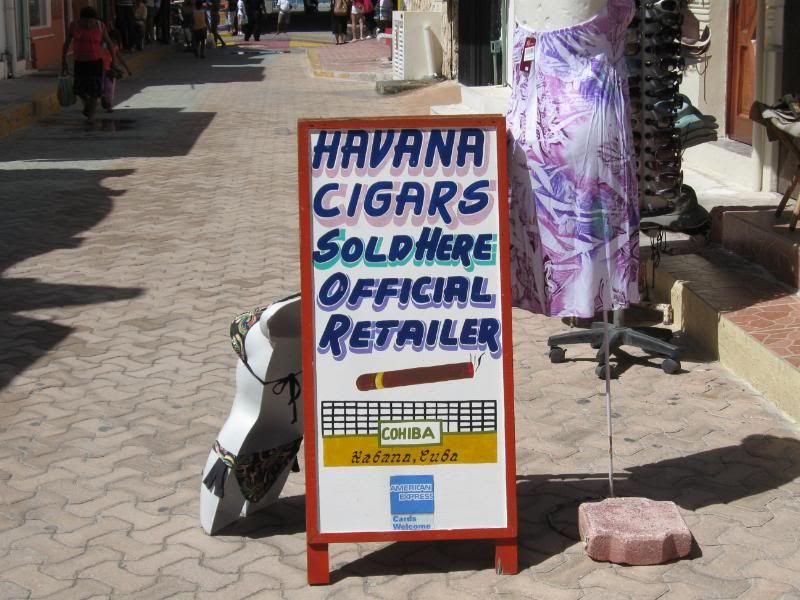 HAVANA
CIGARS
SOLD HERE
OFFICIAL
RETAILER
COHIBA
Habana, Cuba
AMERICAN
EXPRESS
Cards
Welcome